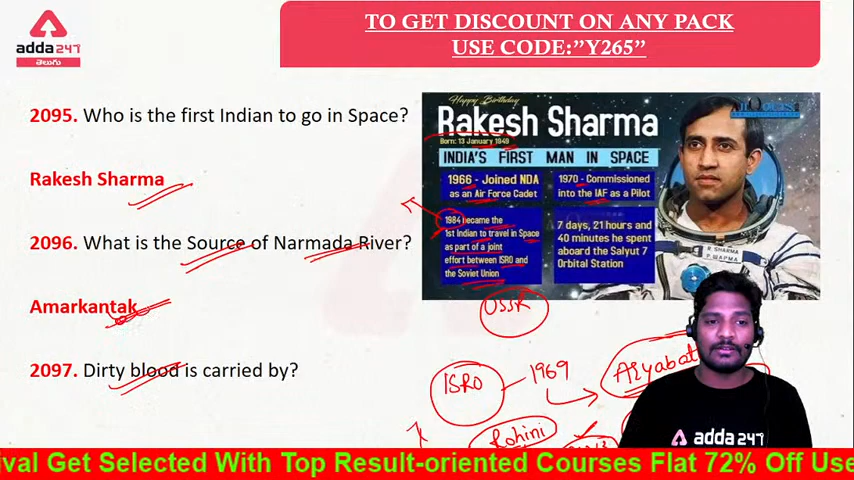 adda247
తెలుగు
TO GET DISCOUNT ON ANY PACK
USE CODE:”Y265”
2095. Who is the first Indian to go in Space?
Rakesh Sharma
2096. What is the Source of Narmada River?
Amarkantak
2097. Dirty blood is carried by?
Happy Birthday
Rakesh Sharma
Born: 13 January 1949
INDIA'S FIRST MAN IN SPACE
1966 - Joined NDA
as an Air Force Cadet
1970 - Commissioned
into the IAF as a Pilot
1984 became the
1st Indian to travel in Space
as part of a joint
effort between ISRO and
the Soviet Union
7 days, 21 hours and
40 minutes he spent
aboard the Salyut 7
Orbital Station
R. SHARMA
USSR
ISRO
1969
Rohini
adda247
ival Get Selected With Top Result-oriented Courses Flat 72% Off Use